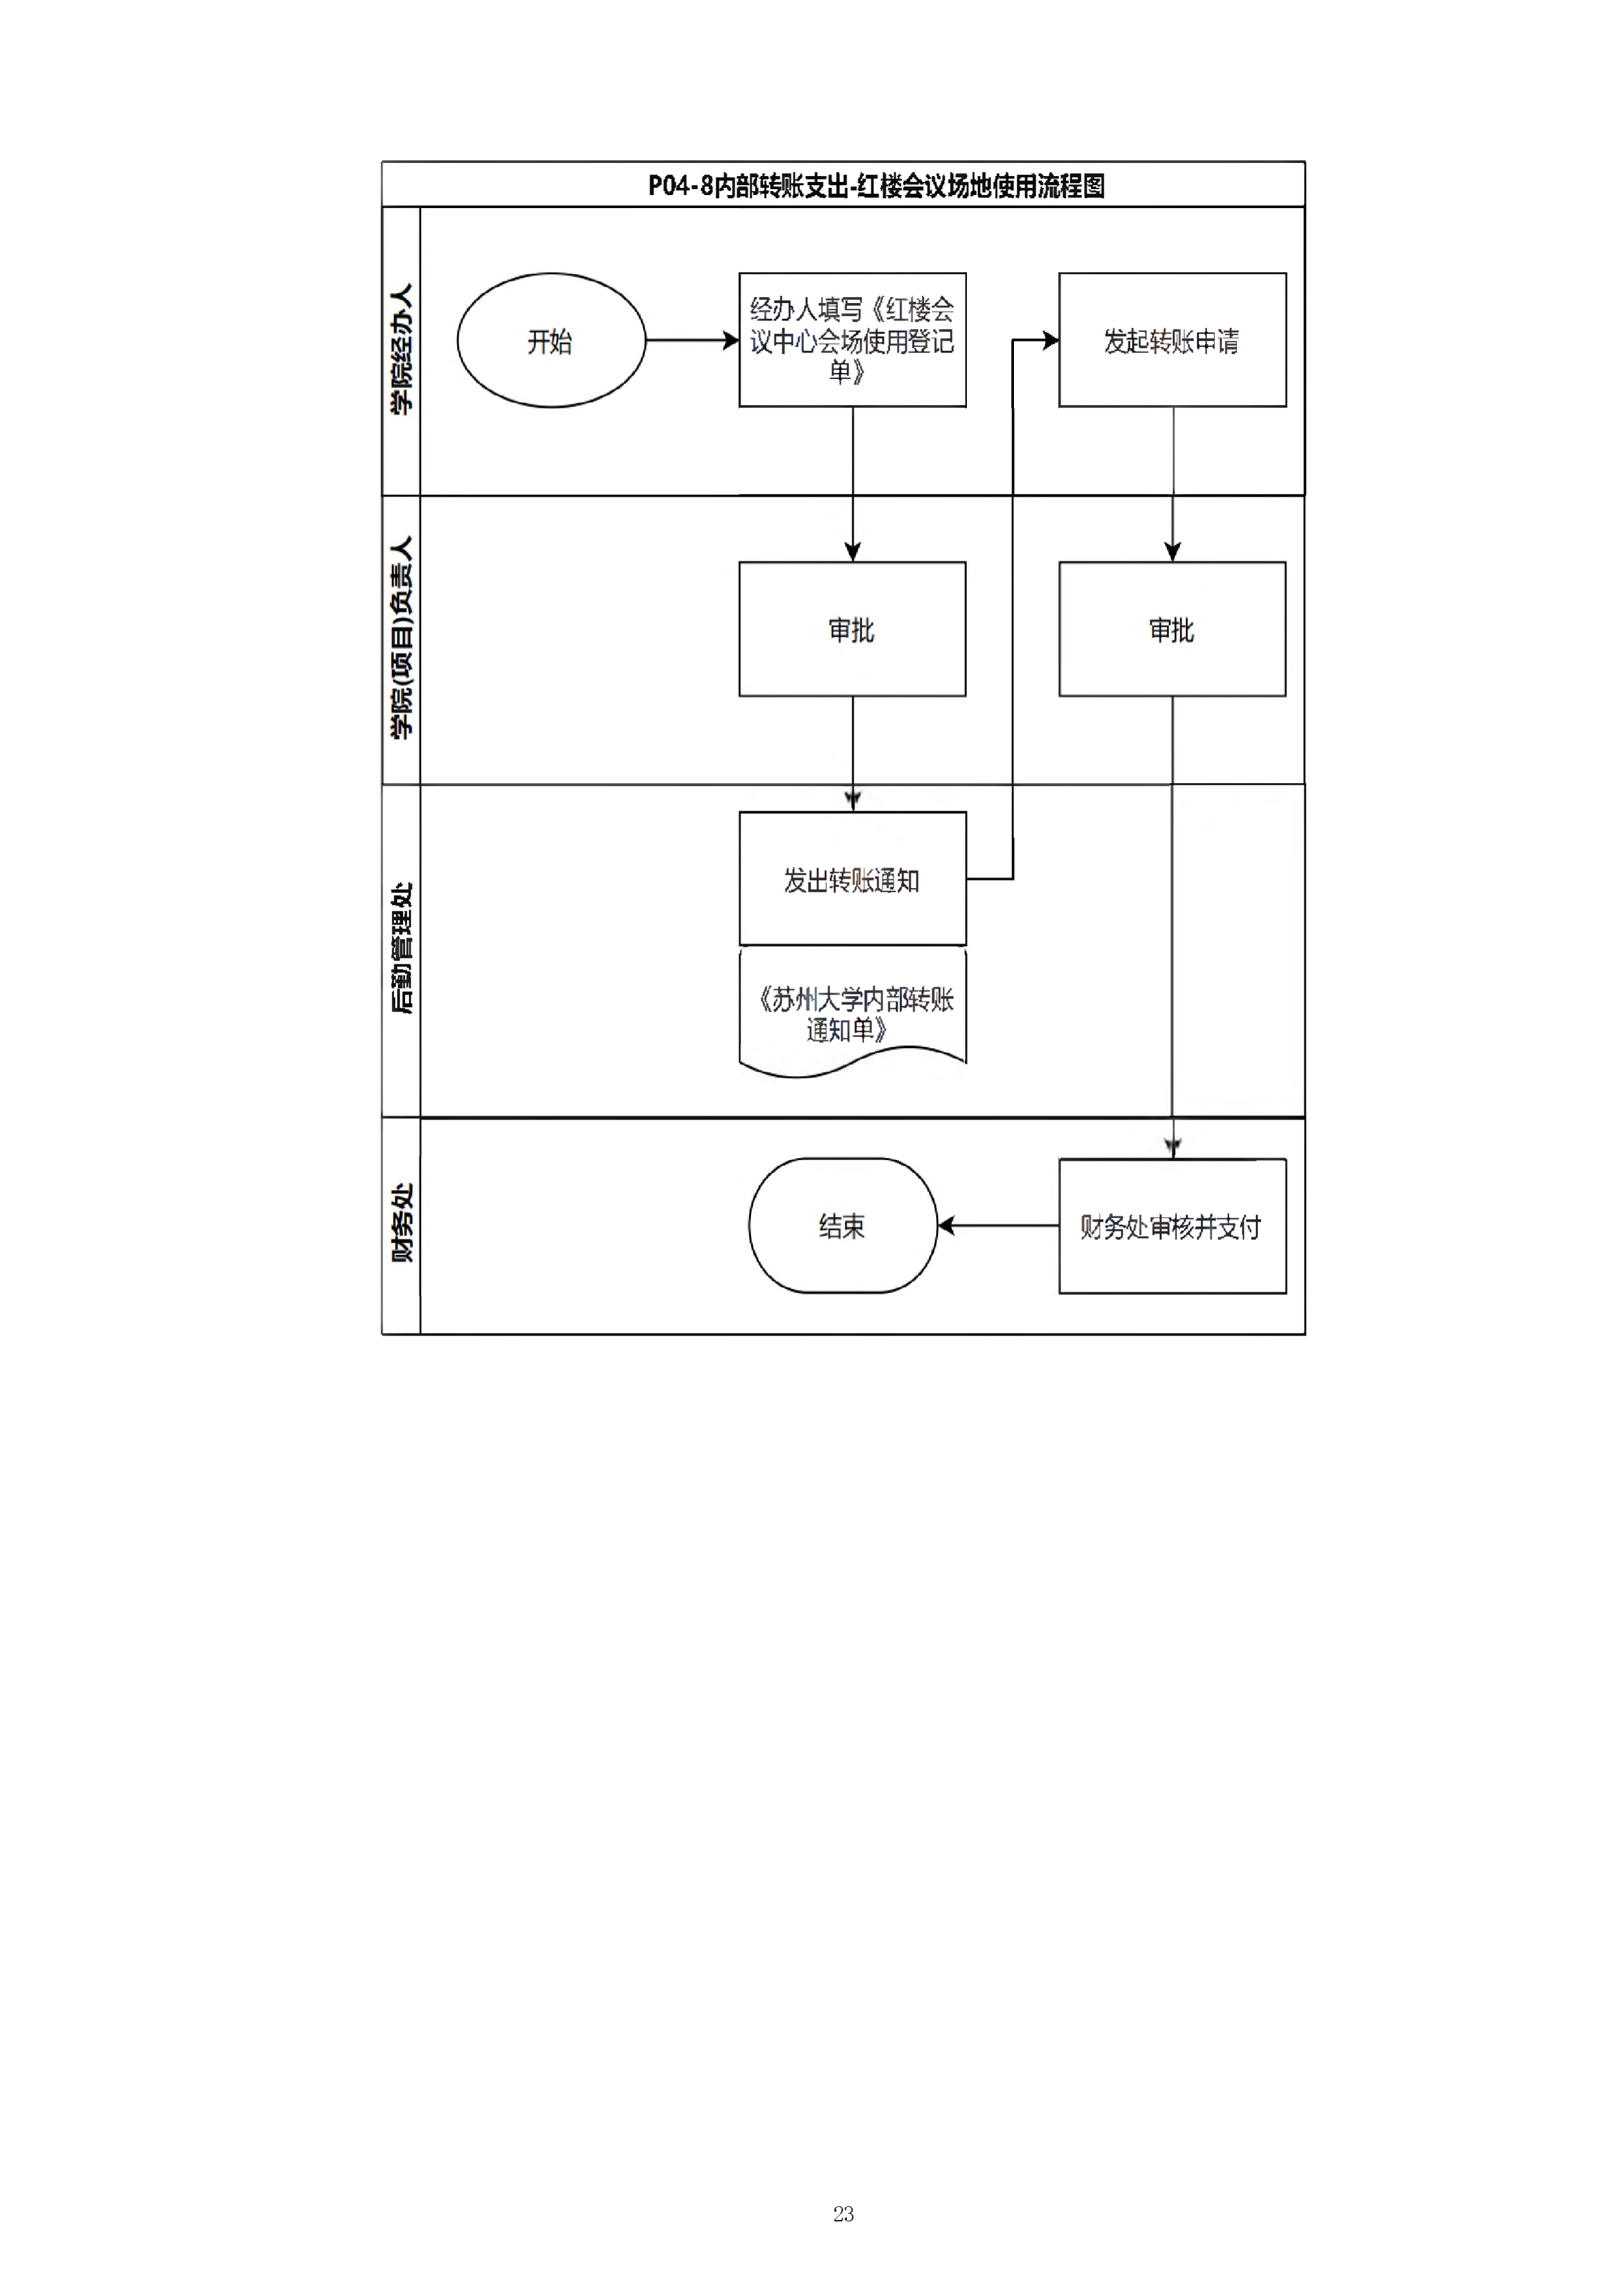 P04-8内部转账支出-红楼会议场地使用流程图
学院经办人
开始
经办人填写《红楼会
议中心会场使用登记
单》
发起转账申请
学院(项目)负责人
审批
审批
后勤管理处
发出转账通知
《苏州大学内部转账
通知单》
财务处
结束
财务处审核并支付
23